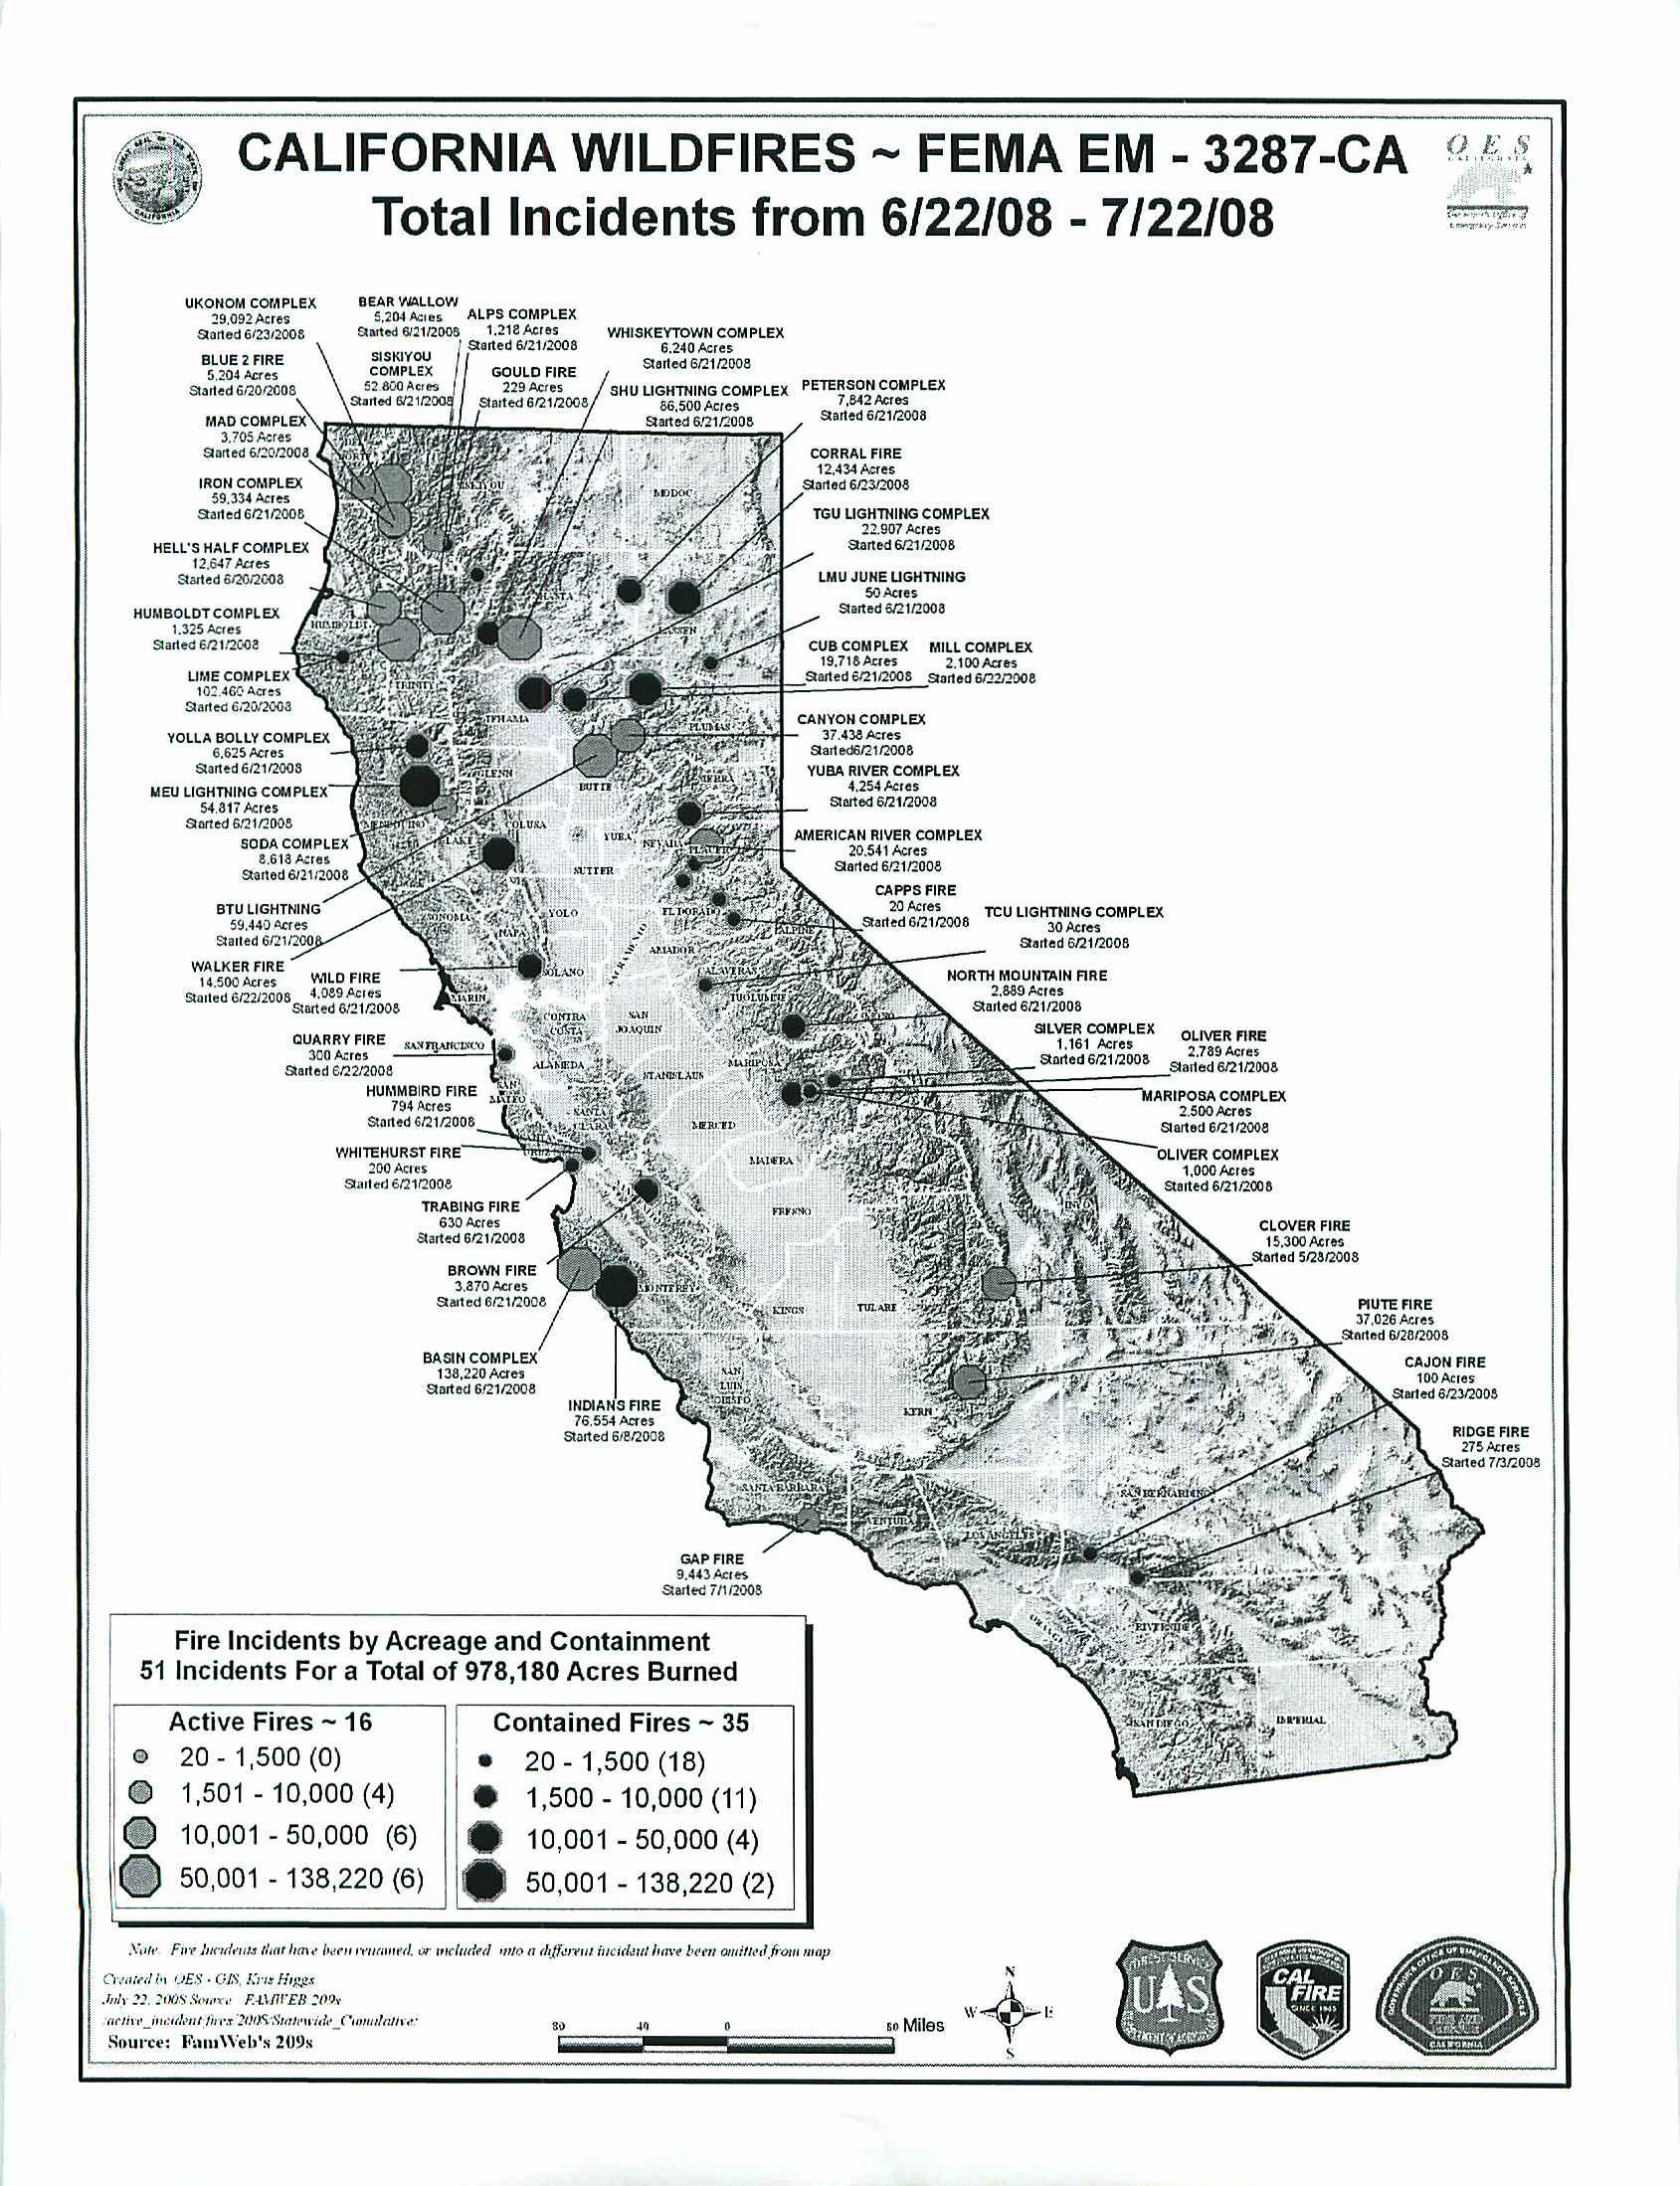 CALIFORNIA WILDFIRES ~ FEMA EM - 3287-CA
Total Incidents from 6/22/08 - 7/22/08
OES
CALIFORNIA
UKONOM COMPLEX
29,092 Acres
Started 6/23/2008
BEAR WALLOW
5,204 Acres
Started 6/21/2008
ALPS COMPLEX
1,218 Acres
Started 6/21/2008
WHISKEYTOWN COMPLEX
6,240 Acres
Started 6/21/2008
BLUE 2 FIRE
5,204 Acres
Started 6/20/2008
SISKIYOU
COMPLEX
52,800 Acres
Started 6/21/2008
GOULD FIRE
229 Acres
Started 6/21/2008
SHU LIGHTNING COMPLEX
86,500 Acres
Started 6/21/2008
PETERSON COMPLEX
7,842 Acres
Started 6/21/2008
MAD COMPLEX
3,705 Acres
Started 6/20/2008
CORRAL FIRE
12,434 Acres
Started 6/23/2008
IRON COMPLEX
59,334 Acres
Started 6/21/2008
TGU LIGHTNING COMPLEX
22,907 Acres
Started 6/21/2008
HELL'S HALF COMPLEX
12,647 Acres
Started 6/20/2008
LMU JUNE LIGHTNING
50 Acres
Started 6/21/2008
HUMBOLDT COMPLEX
1,325 Acres
Started 6/21/2008
CUB COMPLEX
19,718 Acres
Started 6/21/2008
MILL COMPLEX
2,100 Acres
Started 6/22/2008
LIME COMPLEX
102,460 Acres
Started 6/20/2008
CANYON COMPLEX
37,438 Acres
Started6/21/2008
YOLLA BOLLY COMPLEX
6,625 Acres
Started 6/21/2008
YUBA RIVER COMPLEX
4,254 Acres
Started 6/21/2008
MEU LIGHTNING COMPLEX
54,817 Acres
Started 6/21/2008
AMERICAN RIVER COMPLEX
20,541 Acres
Started 6/21/2008
SODA COMPLEX
8,618 Acres
Started 6/21/2008
CAPPS FIRE
20 Acres
Started 6/21/2008
BTU LIGHTNING
59,440 Acres
Started 6/21/2008
TCU LIGHTNING COMPLEX
30 Acres
Started 6/21/2008
WALKER FIRE
14,500 Acres
Started 6/22/2008
WILD FIRE
4,089 Acres
Started 6/21/2008
NORTH MOUNTAIN FIRE
2,889 Acres
Started 6/21/2008
QUARRY FIRE
300 Acres
Started 6/22/2008
SILVER COMPLEX
1,161 Acres
Started 6/21/2008
OLIVER FIRE
2,789 Acres
Started 6/21/2008
HUMMBIRD FIRE
794 Acres
Started 6/21/2008
MARIPOSA COMPLEX
2,500 Acres
Started 6/21/2008
WHITEHURST FIRE
200 Acres
Started 6/21/2008
OLIVER COMPLEX
1,000 Acres
Started 6/21/2008
TRABING FIRE
630 Acres
Started 6/21/2008
CLOVER FIRE
15,300 Acres
Started 5/28/2008
BROWN FIRE
3,870 Acres
Started 6/21/2008
PIUTE FIRE
37,026 Acres
Started 6/28/2008
BASIN COMPLEX
138,220 Acres
Started 6/21/2008
CAJON FIRE
100 Acres
Started 6/23/2008
INDIANS FIRE
76,554 Acres
Started 6/8/2008
RIDGE FIRE
275 Acres
Started 7/3/2008
GAP FIRE
9,443 Acres
Started 7/1/2008
MODOC
LASSEN
HUMBOLDT
TRINITY
TEHAMA
PLUMAS
GLENN
BUTTE
SIERRA
MENDOCINO
LAKE
COLUSA
YUBA
NEVADA
PLACER
SUTTER
SONOMA
NAPA
YOLO
EL DORADO
ALPINE
SACRAMENTO
AMADOR
SOLANO
CALAVERAS
MARIN
TUOLUMNE
CONTRA
COSTA
SAN
JOAQUIN
SAN FRANCISCO
ALAMEDA
STANISLAUS
MARIPOSA
SAN
MATEO
SANTA
CLARA
MERCED
MADERA
FRESNO
INYO
MONTEREY
KINGS
TULARE
SAN
LUIS
OBISPO
KERN
SANTA BARBARA
VENTURA
LOS ANGELES
SAN BERNARDINO
ORANGE
RIVERSIDE
SAN DIEGO
IMPERIAL
Fire Incidents by Acreage and Containment
51 Incidents For a Total of 978,180 Acres Burned
Active Fires ~ 16
20 - 1,500 (0)
1,501 - 10,000 (4)
10,001 - 50,000 (6)
50,001 - 138,220 (6)
Contained Fires ~ 35
20 - 1,500 (18)
1,500 - 10,000 (11)
10,001 - 50,000 (4)
50,001 - 138,220 (2)
Note: Fire Incidents that have been renamed, or included into a different incident have been omitted from map
Created by OES - GIS, Kris Higgs
July 22, 2008 Source FAMWEB 209s
/active_incident/fires 2008/Statewide_Cumulative/
Source: FamWeb's 209s
80 40 0 80 Miles
N
W E
S
FOREST SERVICE
US
CAL
FIRE
SINCE 1885
OES
FIRE AND
RESCUE
CALIFORNIA